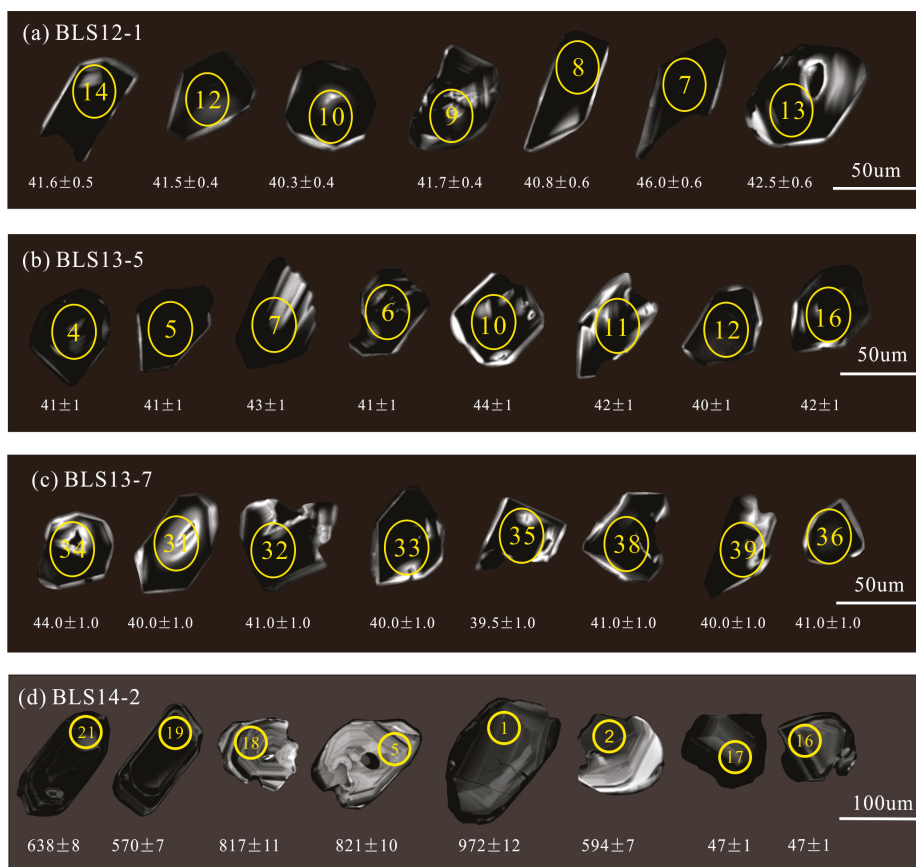 (a) BLS12-1
14 12 10 9 8 7 13
41.6±0.5 41.5±0.4 40.3±0.4 41.7±0.4 40.8±0.6 46.0±0.6 42.5±0.6
50um
(b) BLS13-5
4 5 7 6 10 11 12 16
50um
41±1 41±1 43±1 41±1 44±1 42±1 40±1 42±1
(c) BLS13-7
34 31 32 33 35 38 39 36
50um
44.0±1.0 40.0±1.0 41.0±1.0 40.0±1.0 39.5±1.0 41.0±1.0 40.0±1.0 41.0±1.0
(d) BLS14-2
21 19 18 5 1 2 17 16
100um
638±8 570±7 817±11 821±10 972±12 594±7 47±1 47±1